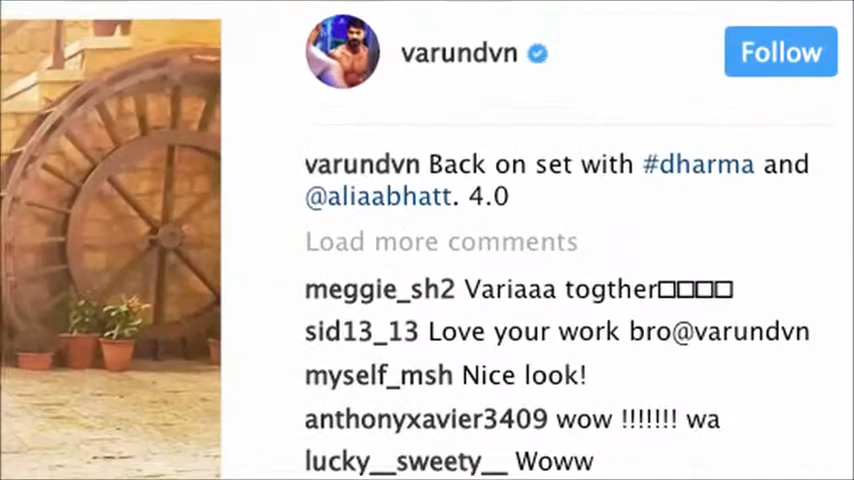 varundvn
Follow
varundvn Back on set with #dharma and
@aliaabhatt. 4.0
Load more comments
meggie_sh2 Variaaa togther□□□□
sid13_13 Love your work bro@varundvn
myself_msh Nice look!
anthonyxavier3409 wow !!!!!!! wa
lucky__sweety__ Woww